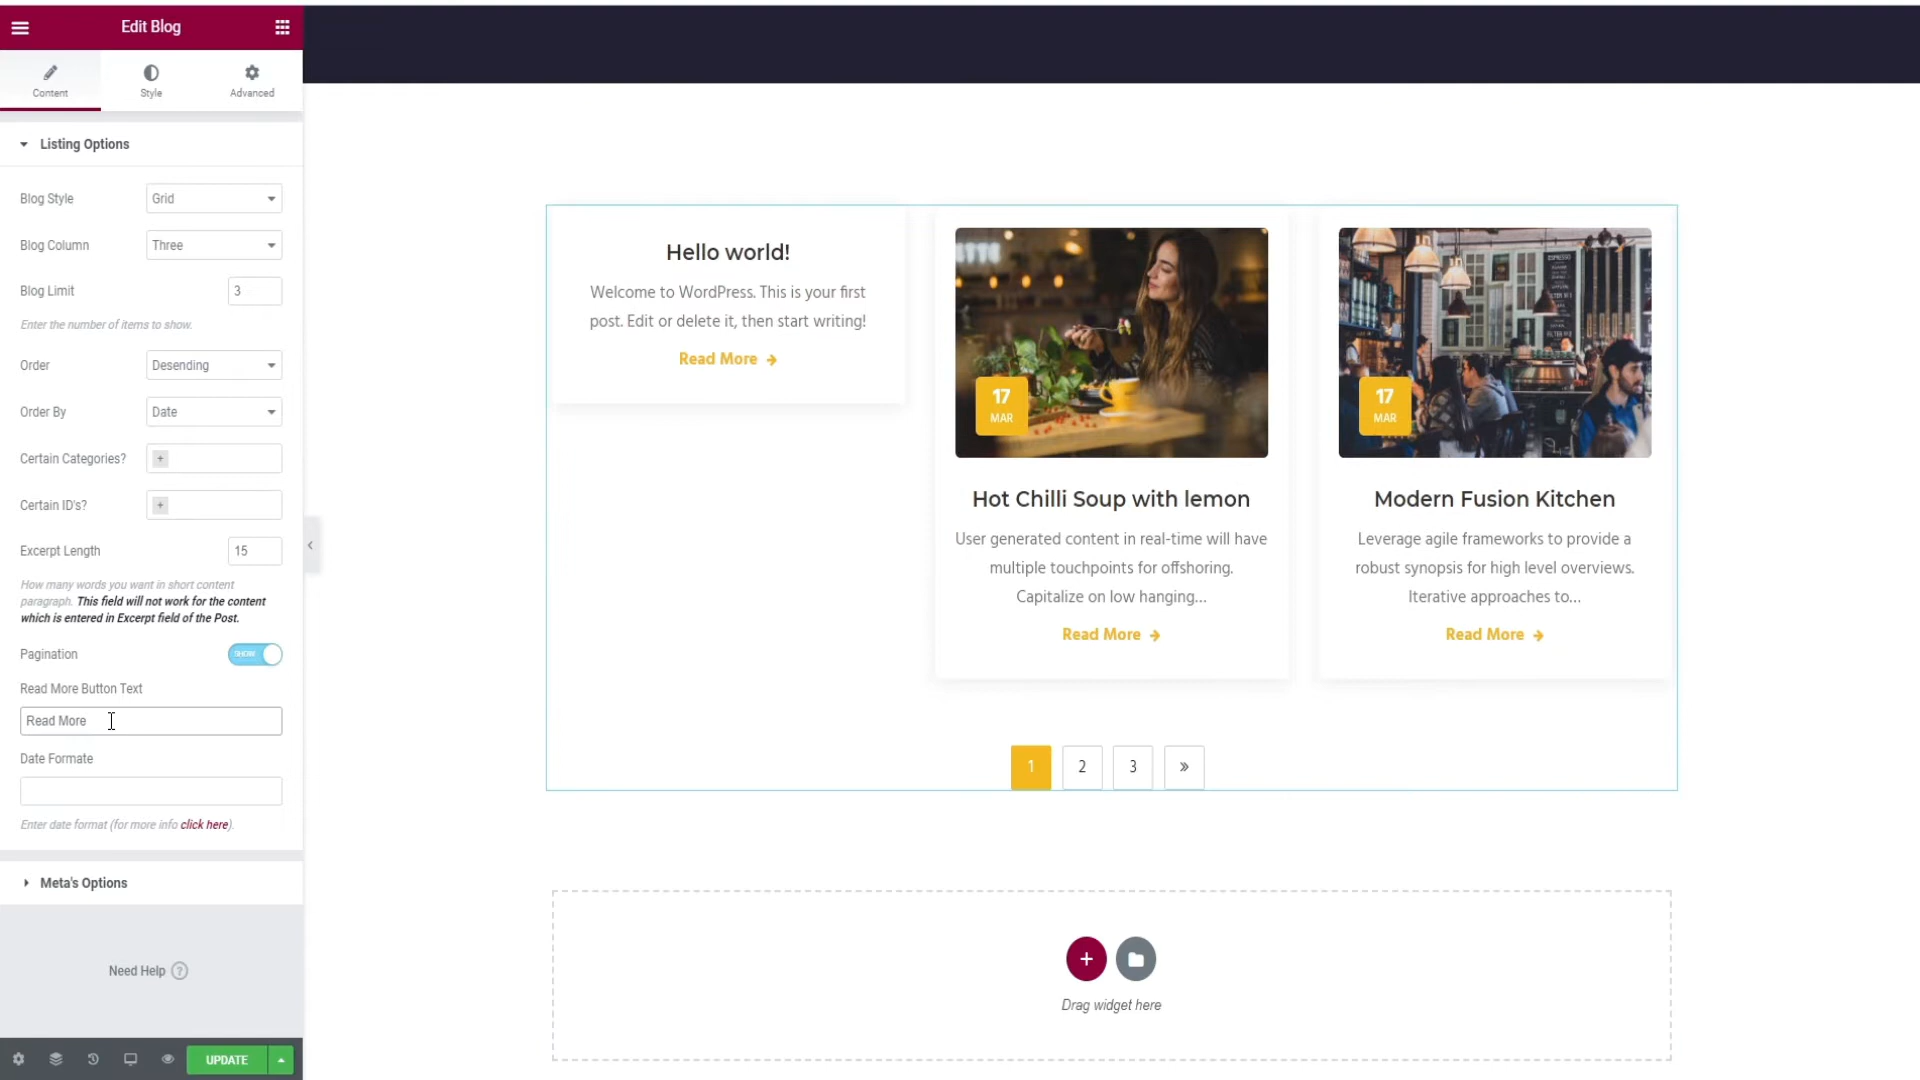 Edit Blog
Content
Style
Advanced
Listing Options
Blog Style
Grid
Blog Column
Three
Blog Limit
3
Enter the number of items to show.
Order
Desending
Order By
Date
Certain Categories?
+
Certain ID's?
+
Excerpt Length
15
How many words you want in short content
paragraph. This field will not work for the content
which is entered in Excerpt field of the Post.
Pagination
SHOW
Read More Button Text
Read More
Date Formate
Enter date format (for more info click here).
Meta's Options
Need Help ?
UPDATE
Hello world!
Welcome to WordPress. This is your first
post. Edit or delete it, then start writing!
Read More
17
MAR
Hot Chilli Soup with lemon
User generated content in real-time will have
multiple touchpoints for offshoring.
Capitalize on low hanging...
Read More
17
MAR
Modern Fusion Kitchen
Leverage agile frameworks to provide a
robust synopsis for high level overviews.
Iterative approaches to...
Read More
1
2
3
»
Drag widget here